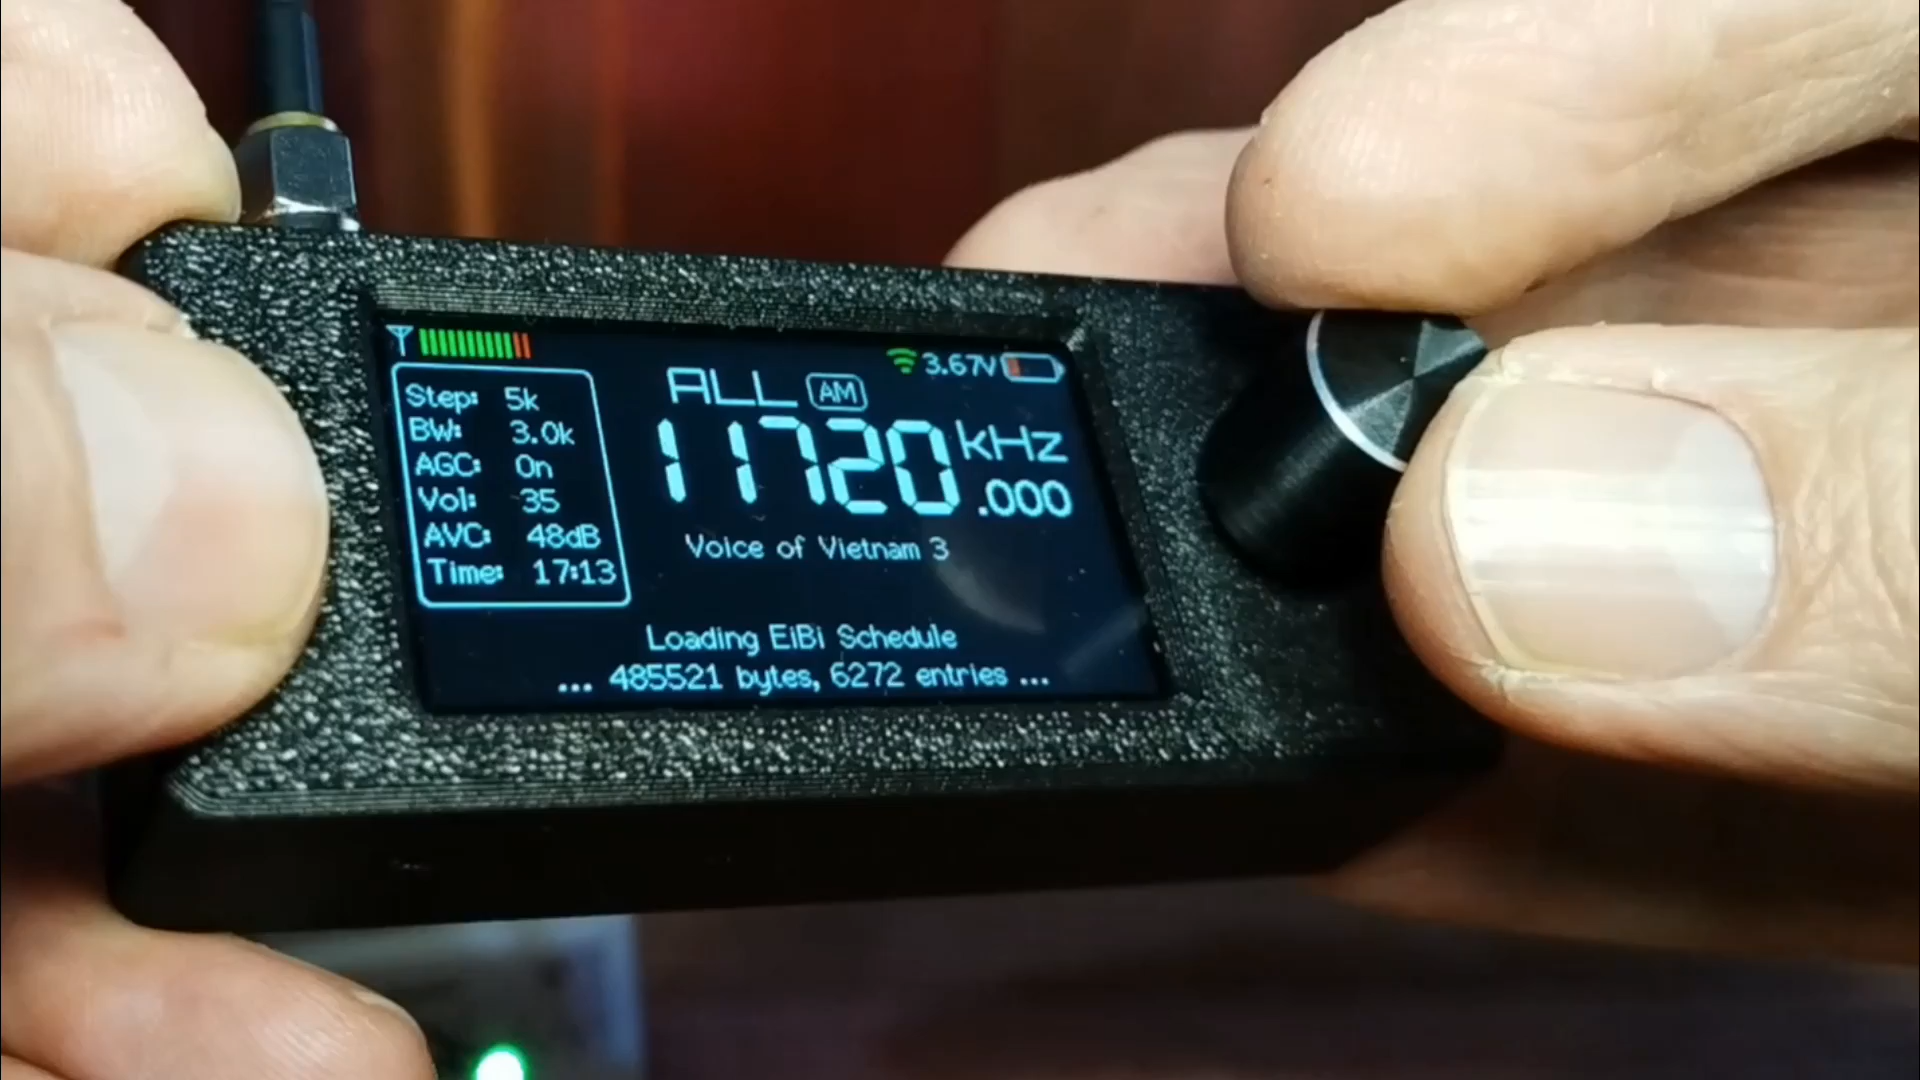 3.67V
ALL AM
Step: 5k
BW: 3.0k
AGC: On
Vol: 35
AVC: 48dB
Time: 17:13
11720 kHz
.000
Voice of Vietnam 3
Loading EiBi Schedule
... 485521 bytes, 6272 entries ...